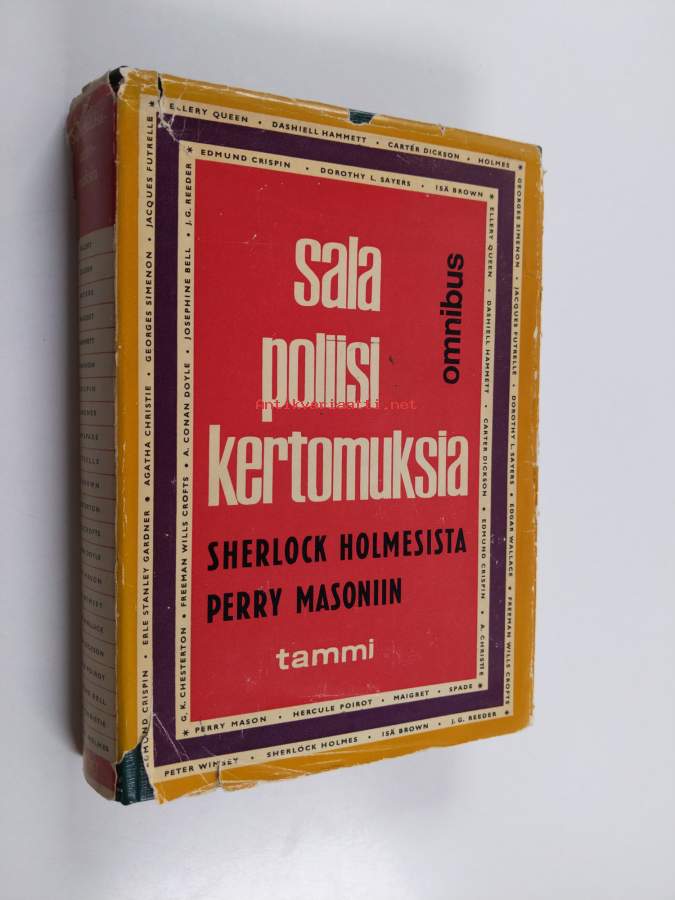 ELLERY QUEEN • DASHIELL HAMMETT • CARTER DICKSON • HOLMES
GEORGES SIMENON • JACQUES FUTRELLE • DOROTHY L. SAYERS • EDGAR WALLACE • FREEMAN WILLS CROFTS
PETER WIMSEY • SHERLOCK HOLMES • ISÄ BROWN • J.G. REEDER
EDMUND CRISPIN • ERLE STANLEY GARDNER • AGATHA CHRISTIE • GEORGES SIMENON • JACQUES FUTRELLE
EDMUND CRISPIN • DOROTHY L. SAYERS • ISÄ BROWN
ELLERY QUEEN • DASHIELL HAMMETT • CARTER DICKSON • EDMUND CRISPIN • A. CHRISTIE
PERRY MASON • HERCULE POIROT • MAIGRET • SPADE
G. K. CHESTERTON • FREEMAN WILLS CROFTS • A. CONAN DOYLE • JOSEPHINE BELL • J.G. REEDER
sala
poliisi
kertomuksia
omnibus
SHERLOCK HOLMESISTA
PERRY MASONIIN
tammi
Antikvariaatti.net